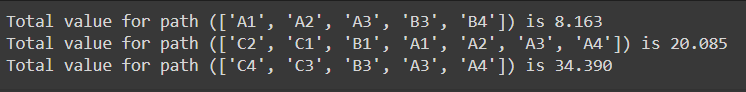 Total value for path (['A1', 'A2', 'A3', 'B3', 'B4']) is 8.163
Total value for path (['C2', 'C1', 'B1', 'A1', 'A2', 'A3', 'A4']) is 20.085
Total value for path (['C4', 'C3', 'B3', 'A3', 'A4']) is 34.390